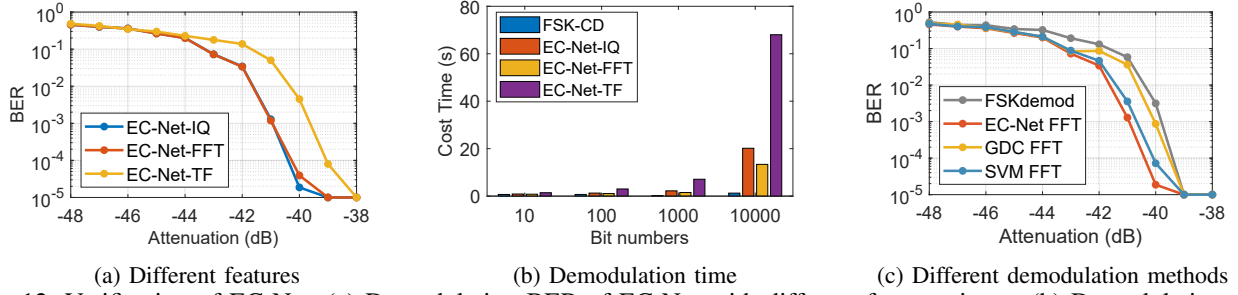 10^0
10^-1
10^-2
10^-3
10^-4
10^-5
BER
EC-Net-IQ
EC-Net-FFT
EC-Net-TF
-48 -46 -44 -42 -40 -38
Attenuation (dB)
(a) Different features
80
60
40
20
0
Cost Time (s)
FSK-CD
EC-Net-IQ
EC-Net-FFT
EC-Net-TF
10 100 1000 10000
Bit numbers
(b) Demodulation time
10^0
10^-1
10^-2
10^-3
10^-4
10^-5
BER
FSKdemod
EC-Net FFT
GDC FFT
SVM FFT
-48 -46 -44 -42 -40 -38
Attenuation (dB)
(c) Different demodulation methods